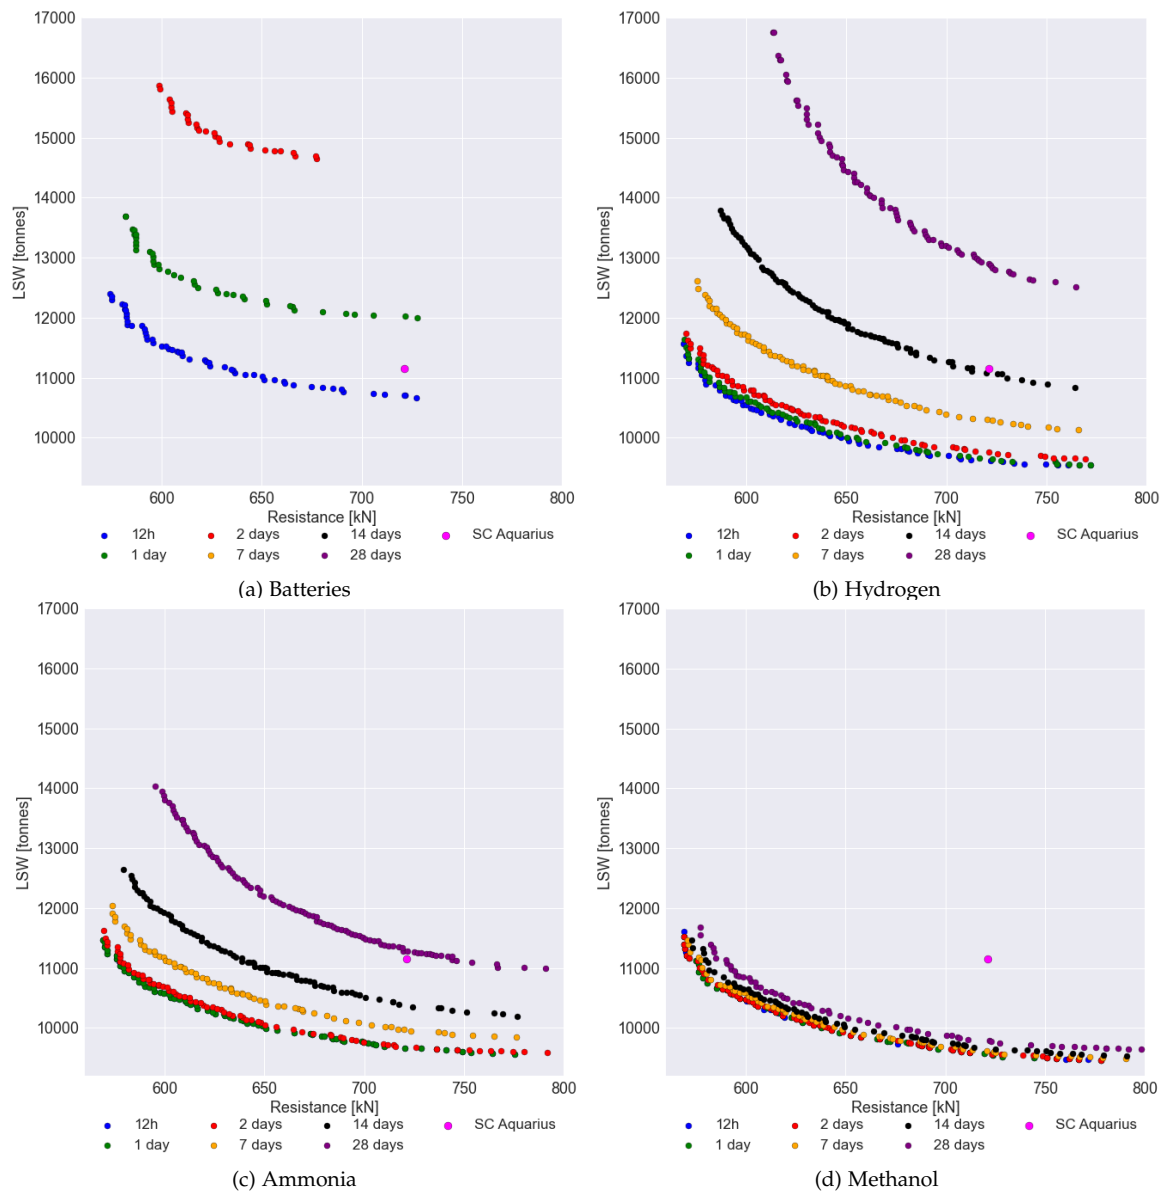 17000
16000
15000
14000
13000
12000
11000
10000
LSW [tonnes]
600 650 700 750 800
Resistance [kN]
12h 2 days 14 days SC Aquarius
1 day 7 days 28 days
(a) Batteries
17000
16000
15000
14000
13000
12000
11000
10000
LSW [tonnes]
600 650 700 750 800
Resistance [kN]
12h 2 days 14 days SC Aquarius
1 day 7 days 28 days
(b) Hydrogen
17000
16000
15000
14000
13000
12000
11000
10000
LSW [tonnes]
600 650 700 750 800
Resistance [kN]
12h 2 days 14 days SC Aquarius
1 day 7 days 28 days
(c) Ammonia
17000
16000
15000
14000
13000
12000
11000
10000
LSW [tonnes]
600 650 700 750 800
Resistance [kN]
12h 2 days 14 days SC Aquarius
1 day 7 days 28 days
(d) Methanol